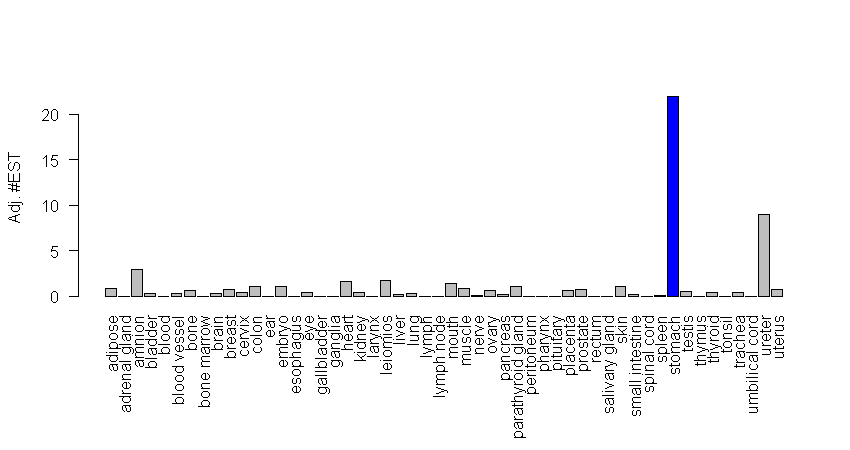 Adj. #EST
20
15
10
5
0
adipose
adrenal gland
amnion
bladder
blood
blood vessel
bone
bone marrow
brain
breast
cervix
colon
ear
embryo
esophagus
eye
gallbladder
ganglia
heart
kidney
larynx
leiomios
liver
lung
lymph
lymph node
mouth
muscle
nerve
ovary
pancreas
parathyroid gland
peritoneum
pharynx
pituitary
placenta
prostate
rectum
salivary gland
skin
small intestine
spinal cord
spleen
stomach
testis
thymus
thyroid
tonsil
trachea
umbilical cord
ureter
uterus